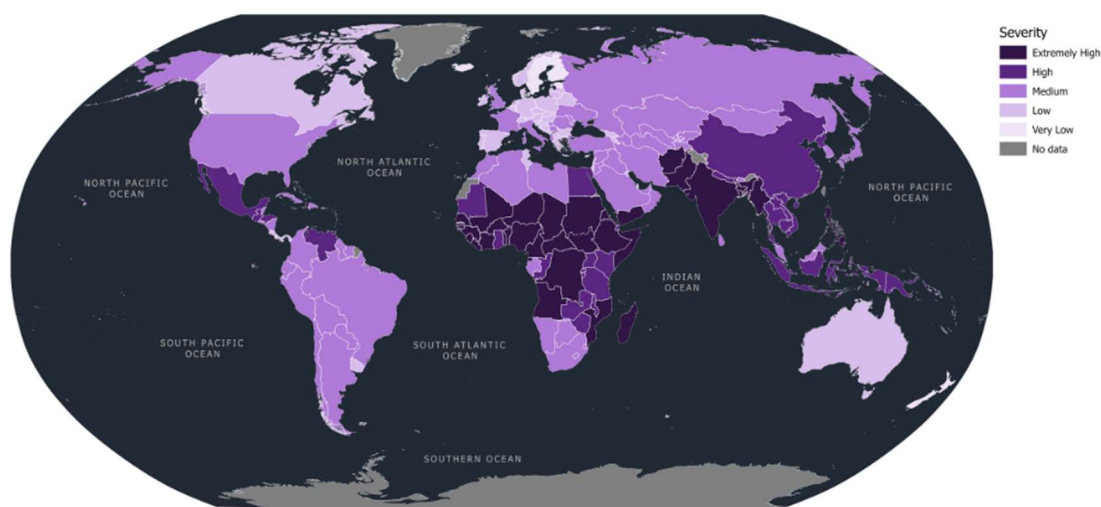 Severity
Extremely High
High
Medium
Low
Very Low
No data
NORTH ATLANTIC
OCEAN
NORTH PACIFIC
OCEAN
NORTH PACIFIC
OCEAN
INDIAN
OCEAN
SOUTH PACIFIC
OCEAN
SOUTH ATLANTIC
OCEAN
SOUTHERN OCEAN